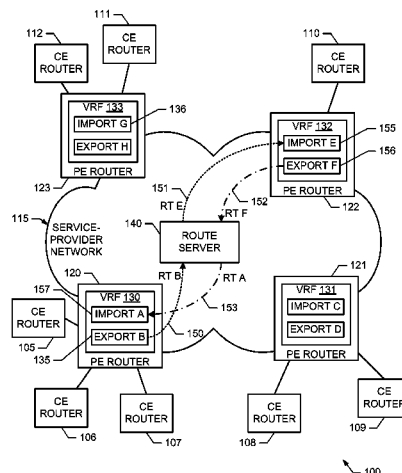 112
CE
ROUTER
111
CE
ROUTER
110
CE
ROUTER
VRF 133
IMPORT G
EXPORT H
PE ROUTER
136
123
VRF 132
IMPORT E
EXPORT F
PE ROUTER
155
156
122
115
SERVICE-
PROVIDER
NETWORK
151
RT E
RT F
152
140
ROUTE
SERVER
RT B
RT A
150
153
120
157
VRF 130
IMPORT A
EXPORT B
PE ROUTER
135
121
VRF 131
IMPORT C
EXPORT D
PE ROUTER
CE
ROUTER
105
CE
ROUTER
106
CE
ROUTER
107
CE
ROUTER
108
CE
ROUTER
109
100